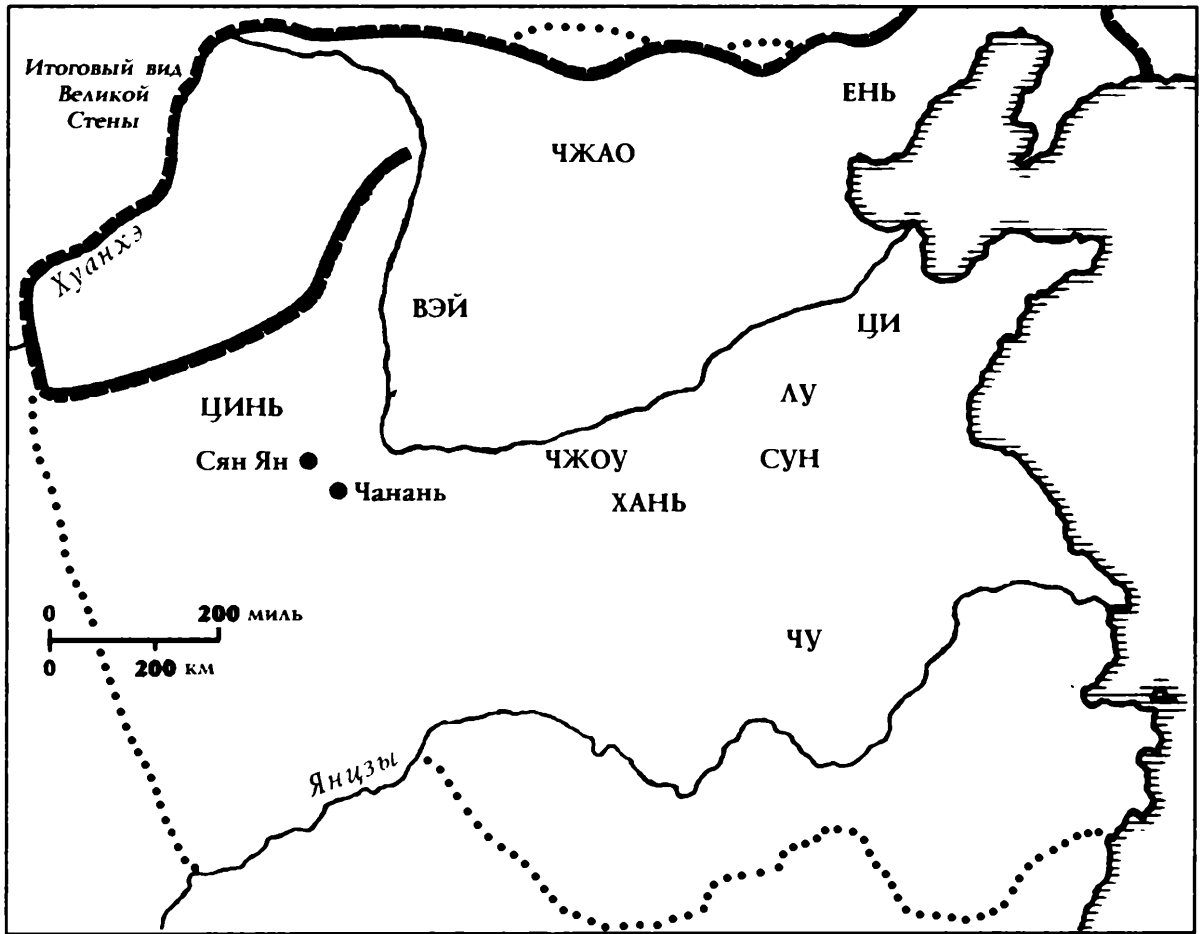 Итоговый вид
Великой
Стены
ЕНЬ
ЧЖАО
Хуанхэ
ВЭЙ
ЦИ
ЦИНЬ
ЛУ
Сян Ян
ЧЖОУ
СУН
Чанань
ХАНЬ
0 200 миль
0 200 км
ЧУ
Янцзы